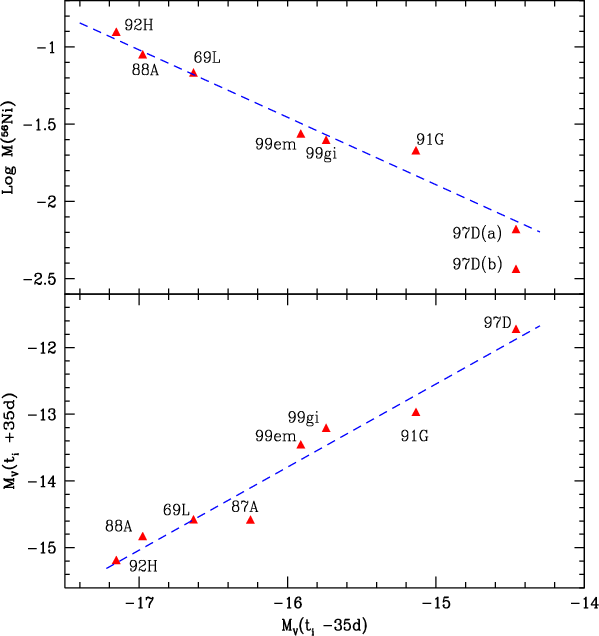 92H
-1
88A
69L
Log M(⁵⁶Ni)
-1.5
99em
99gi
91G
-2
97D(a)
97D(b)
-2.5
97D
-12
M_V(t_i +35d)
-13
99gi
99em
91G
-14
88A
69L
87A
-15
92H
-17
-16
-15
-14
M_V(t_i -35d)